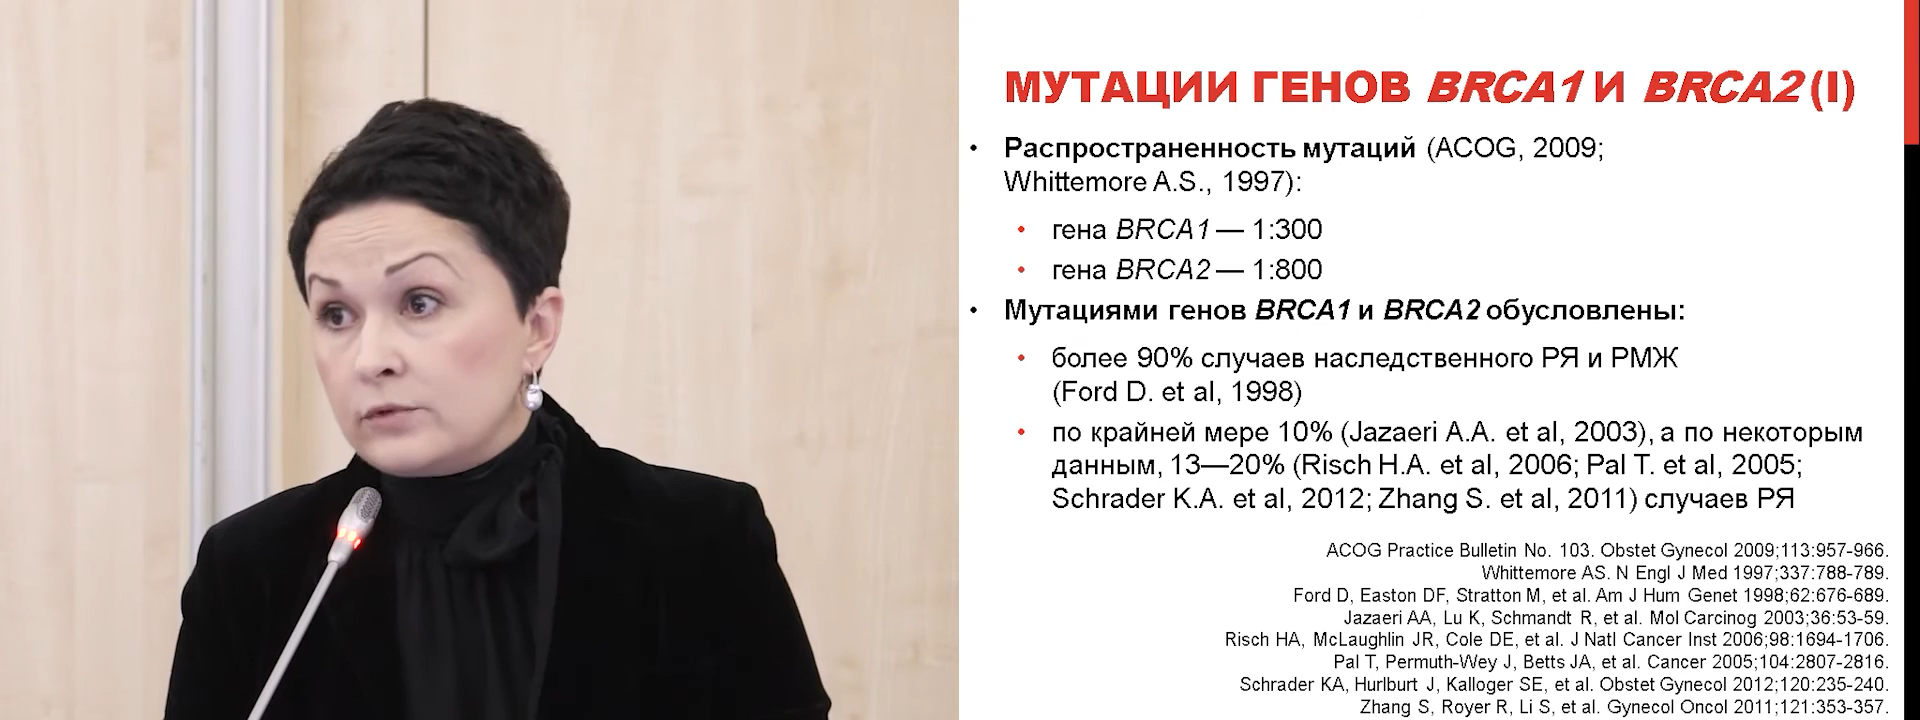 МУТАЦИИ ГЕНОВ BRCA1 И BRCA2 (I)
• Распространенность мутаций (ACOG, 2009;
Whittemore A.S., 1997):
• гена BRCA1 — 1:300
• гена BRCA2 — 1:800
• Мутациями генов BRCA1 и BRCA2 обусловлены:
• более 90% случаев наследственного РЯ и РМЖ
(Ford D. et al, 1998)
• по крайней мере 10% (Jazaeri A.A. et al, 2003), а по некоторым
данным, 13—20% (Risch H.A. et al, 2006; Pal T. et al, 2005;
Schrader K.A. et al, 2012; Zhang S. et al, 2011) случаев РЯ
ACOG Practice Bulletin No. 103. Obstet Gynecol 2009;113:957-966.
Whittemore AS. N Engl J Med 1997;337:788-789.
Ford D, Easton DF, Stratton M, et al. Am J Hum Genet 1998;62:676-689.
Jazaeri AA, Lu K, Schmandt R, et al. Mol Carcinog 2003;36:53-59.
Risch HA, McLaughlin JR, Cole DE, et al. J Natl Cancer Inst 2006;98:1694-1706.
Pal T, Permuth-Wey J, Betts JA, et al. Cancer 2005;104:2807-2816.
Schrader KA, Hurlburt J, Kalloger SE, et al. Obstet Gynecol 2012;120:235-240.
Zhang S, Royer R, Li S, et al. Gynecol Oncol 2011;121:353-357.